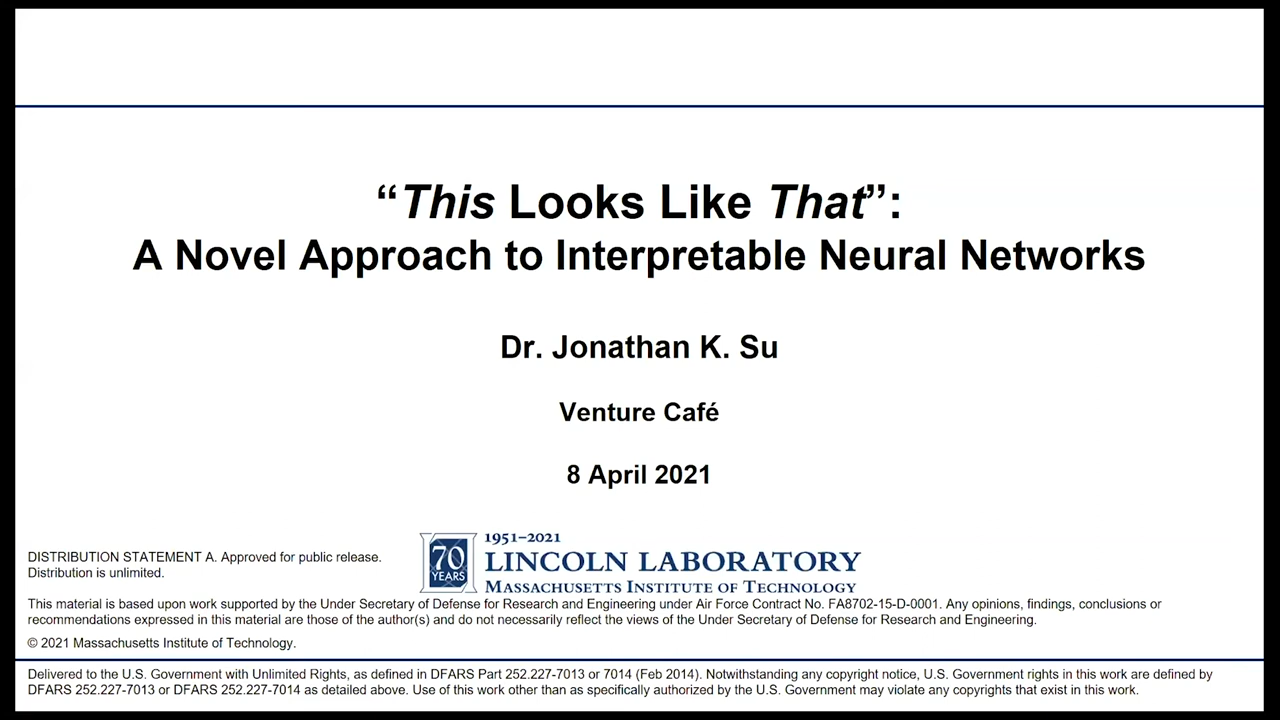 “This Looks Like That”:
A Novel Approach to Interpretable Neural Networks
Dr. Jonathan K. Su
Venture Café
8 April 2021
DISTRIBUTION STATEMENT A. Approved for public release.
Distribution is unlimited.
70
YEARS
1951–2021
LINCOLN LABORATORY
MASSACHUSETTS INSTITUTE OF TECHNOLOGY
This material is based upon work supported by the Under Secretary of Defense for Research and Engineering under Air Force Contract No. FA8702-15-D-0001. Any opinions, findings, conclusions or
recommendations expressed in this material are those of the author(s) and do not necessarily reflect the views of the Under Secretary of Defense for Research and Engineering.
© 2021 Massachusetts Institute of Technology.
Delivered to the U.S. Government with Unlimited Rights, as defined in DFARS Part 252.227-7013 or 7014 (Feb 2014). Notwithstanding any copyright notice, U.S. Government rights in this work are defined by
DFARS 252.227-7013 or DFARS 252.227-7014 as detailed above. Use of this work other than as specifically authorized by the U.S. Government may violate any copyrights that exist in this work.